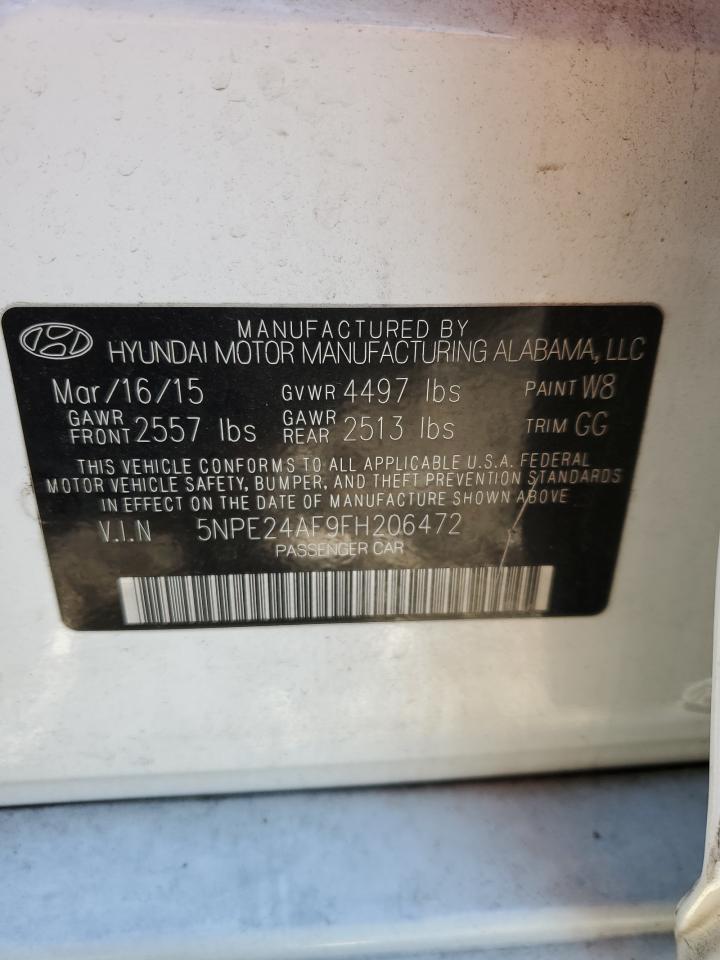 MANUFACTURED BY
HYUNDAI MOTOR MANUFACTURING ALABAMA, LLC
Mar/16/15 GVWR 4497 lbs PAINT W8
GAWR FRONT 2557 lbs GAWR REAR 2513 lbs TRIM GG
THIS VEHICLE CONFORMS TO ALL APPLICABLE U.S.A. FEDERAL
MOTOR VEHICLE SAFETY, BUMPER, AND THEFT PREVENTION STANDARDS
IN EFFECT ON THE DATE OF MANUFACTURE SHOWN ABOVE
V.I.N 5NPE24AF9FH206472
PASSENGER CAR